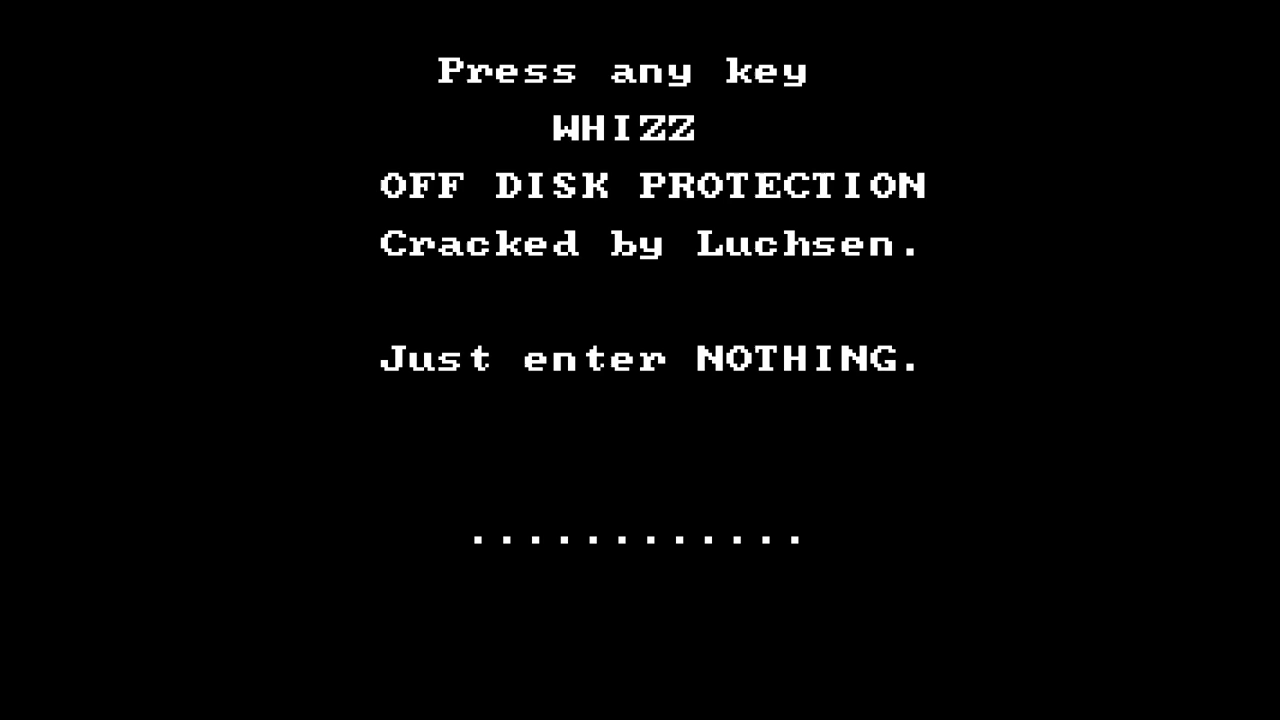 Press any key
WHIZZ
OFF DISK PROTECTION
Cracked by Luchsen.
Just enter NOTHING.
............